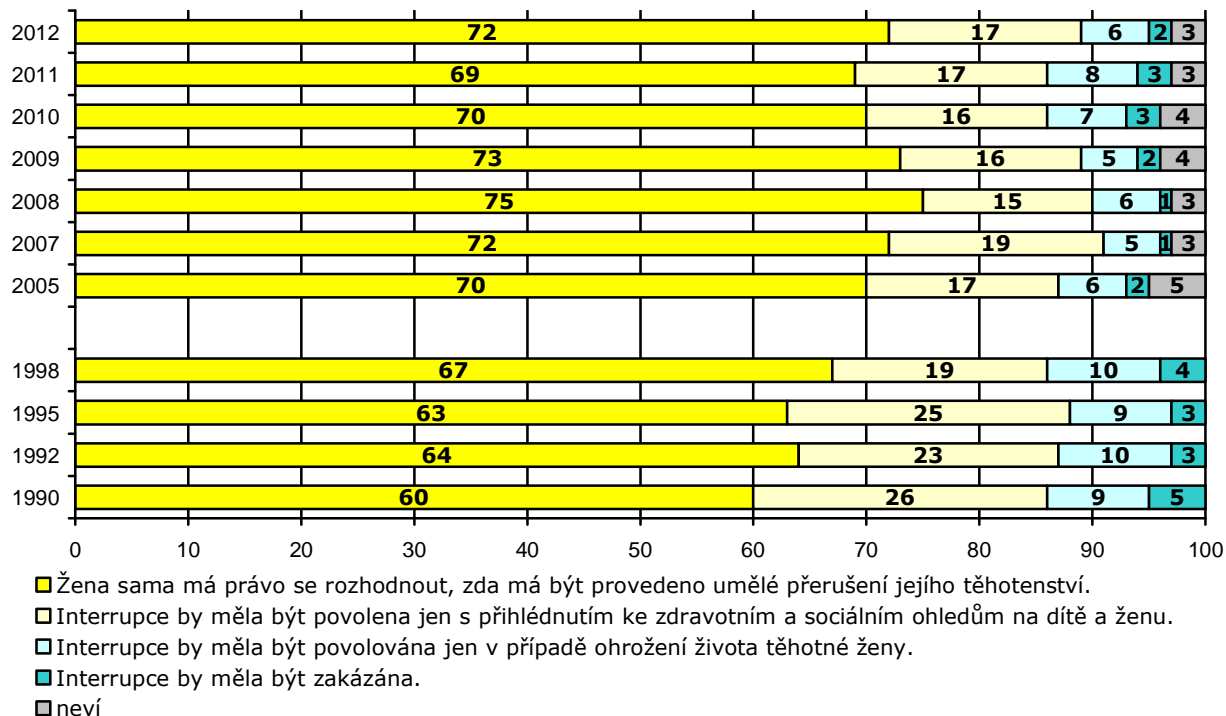 2012 72 17 6 2 3
2011 69 17 8 3 3
2010 70 16 7 3 4
2009 73 16 5 2 4
2008 75 15 6 1 3
2007 72 19 5 1 3
2005 70 17 6 2 5
1998 67 19 10 4
1995 63 25 9 3
1992 64 23 10 3
1990 60 26 9 5
0 10 20 30 40 50 60 70 80 90 100
Žena sama má právo se rozhodnout, zda má být provedeno umělé přerušení jejího těhotenství.
Interrupce by měla být povolena jen s přihlédnutím ke zdravotním a sociálním ohledům na dítě a ženu.
Interrupce by měla být povolována jen v případě ohrožení života těhotné ženy.
Interrupce by měla být zakázána.
neví